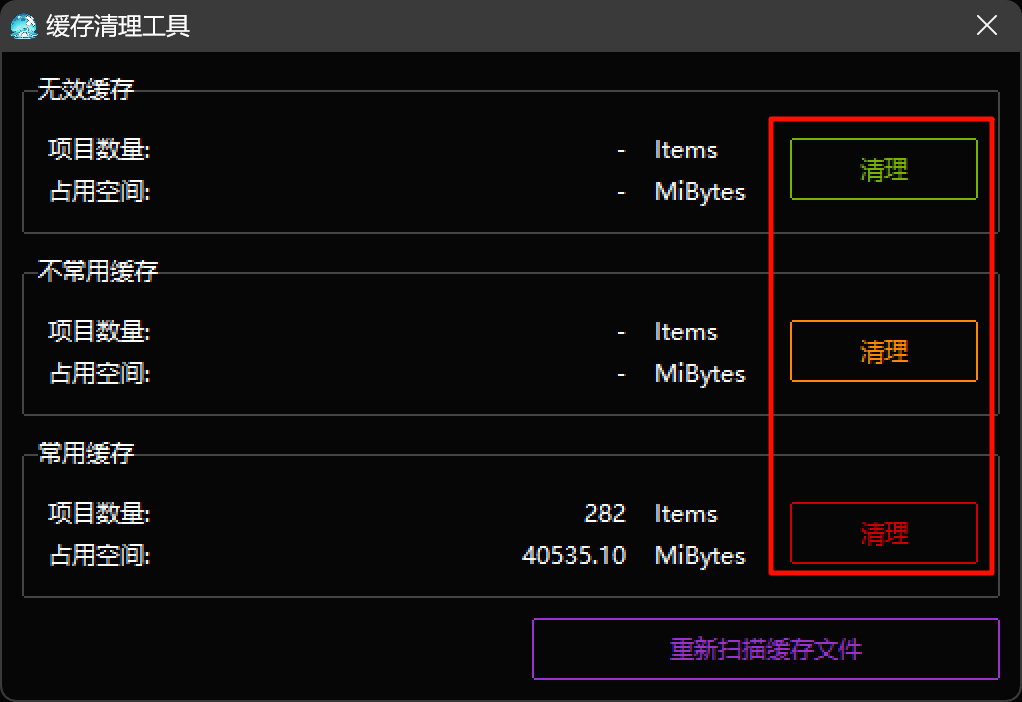 缓存清理工具
无效缓存
项目数量: - Items
占用空间: - MiBytes
清理
不常用缓存
项目数量: - Items
占用空间: - MiBytes
清理
常用缓存
项目数量: 282 Items
占用空间: 40535.10 MiBytes
清理
重新扫描缓存文件